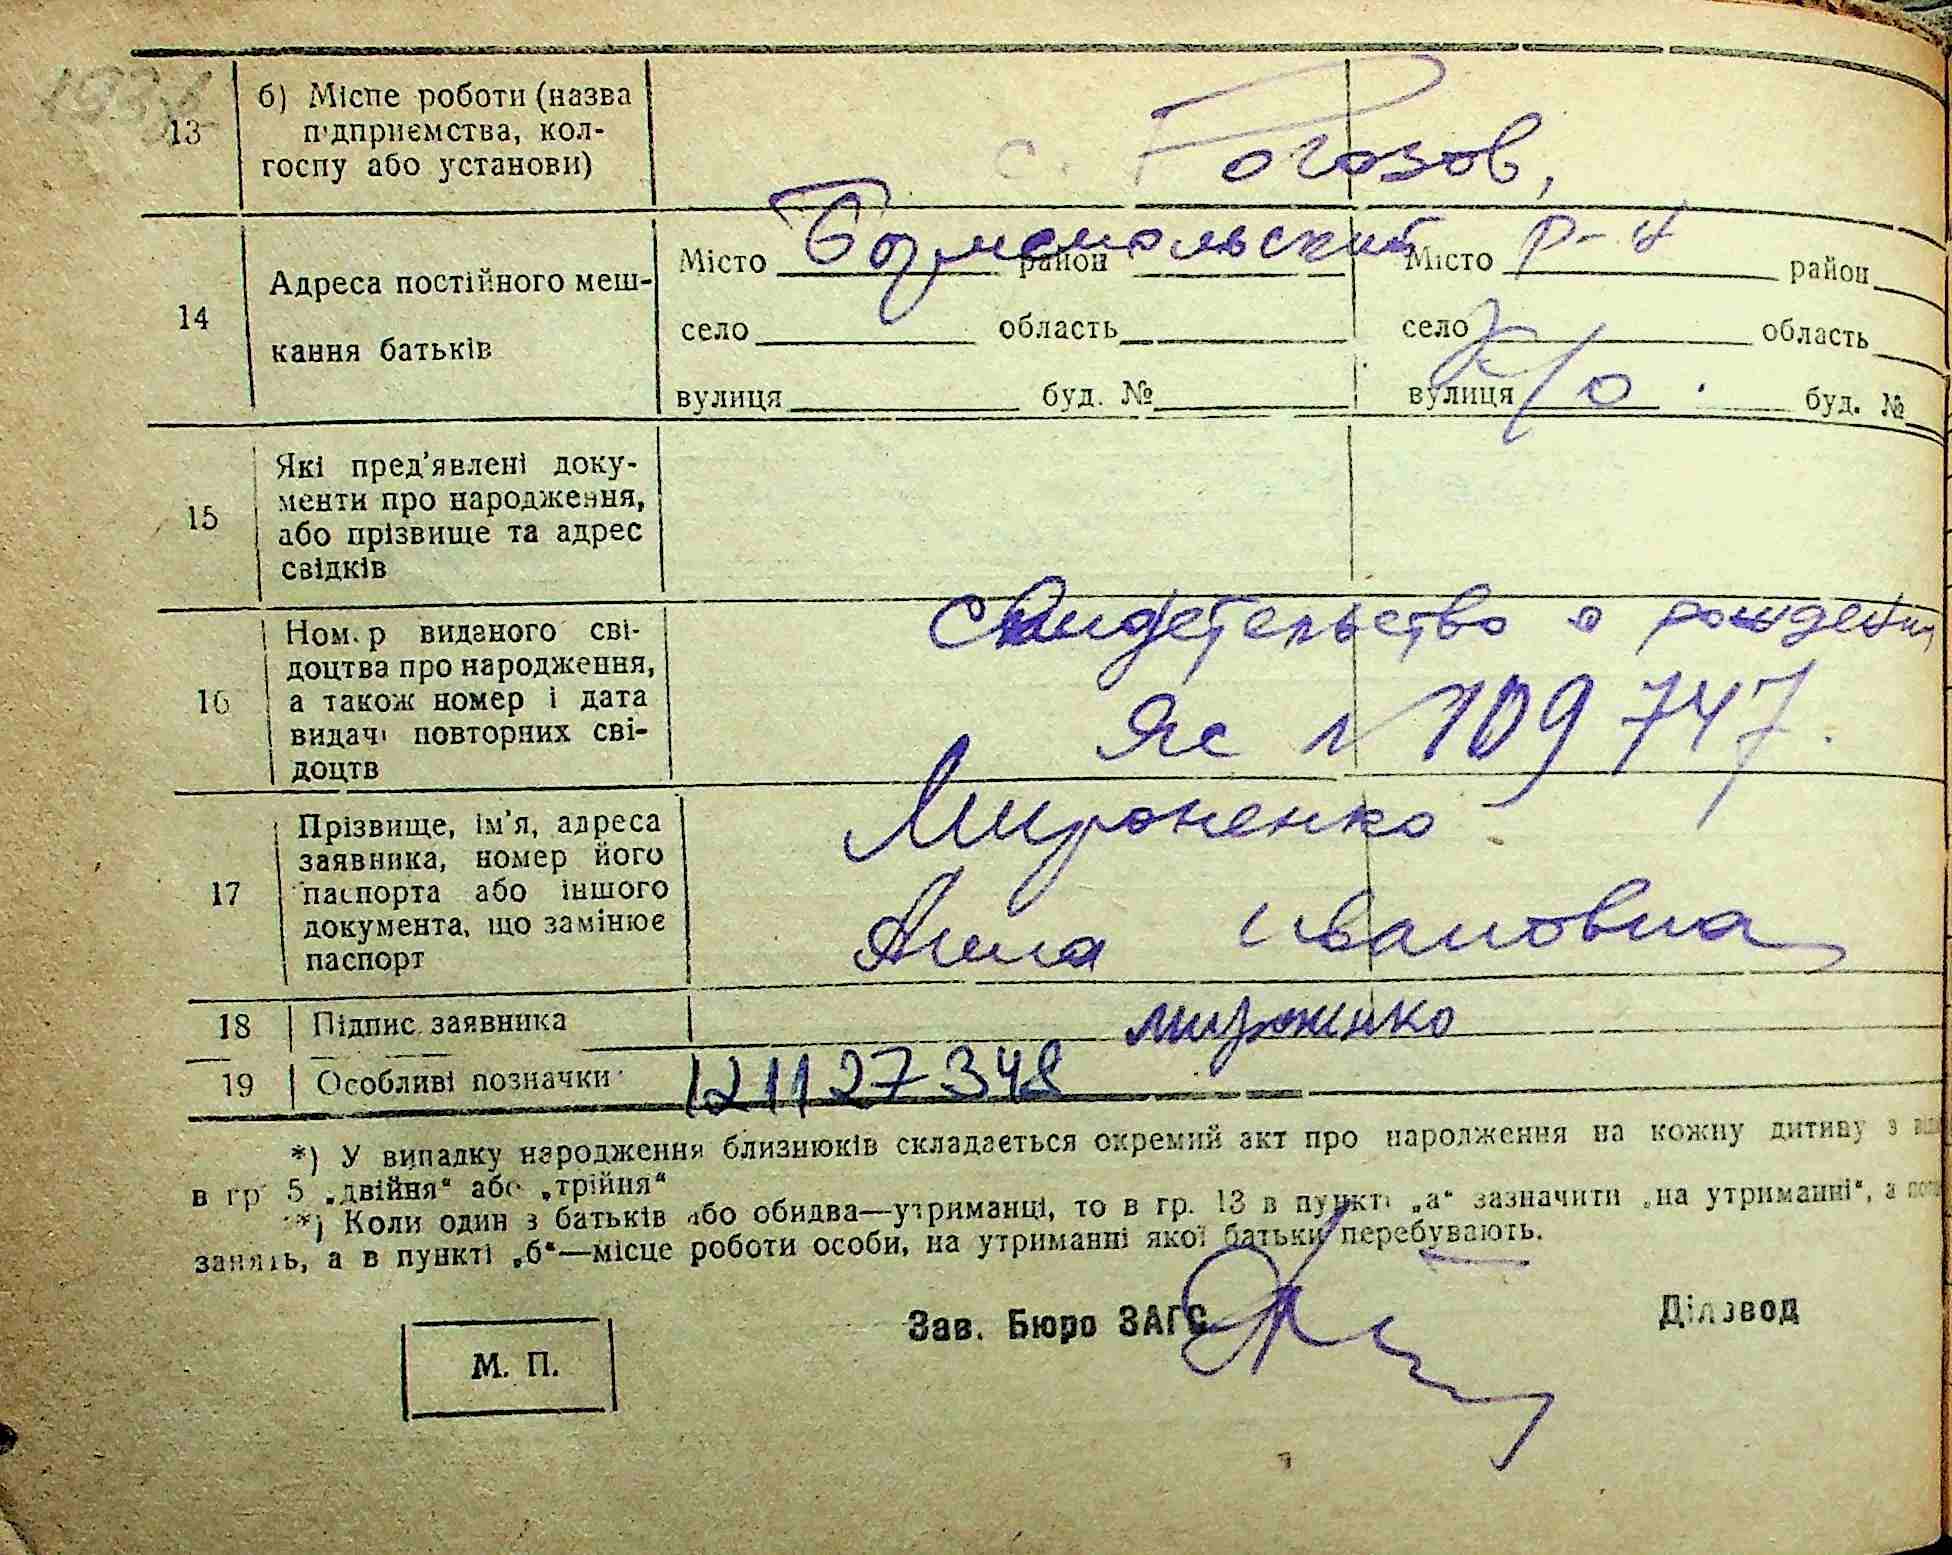 13
б) Місце роботи (назва
підприємства, кол-
госпу або установи)
с. Рогозов,
14
Адреса постійного меш-
кання батьків
Місто район Місто р-н район
село область село область
вулиця буд. № вулиця К/о. буд. №
15
Які пред'явлені доку-
менти про народження,
або прізвище та адрес
свідків
16
Номер виданого сві-
доцтва про народження,
а також номер і дата
видачі повторних сві-
доцтв
Свидетельство о рождении
Яс № 109747.
17
Прізвище, ім'я, адреса
заявника, номер його
паспорта або іншого
документа, що замінює
паспорт
Мироненко
Анна Ивановна
18 Підпис заявника Мироненко
19 Особливі позначки 121127348
*) У випадку народження близнюків складається окремий акт про народження на кожну дитину з
в гр 5 „двійня“ або „трійня“
**) Коли один з батьків або обидва—утриманці, то в гр. 13 в пункті „а“ зазначити „на утриманні“, а
занять, а в пункті „б“—місце роботи особи, на утриманні якої батьки перебувають.
Зав. Бюро ЗАГС Діловод
М. П.